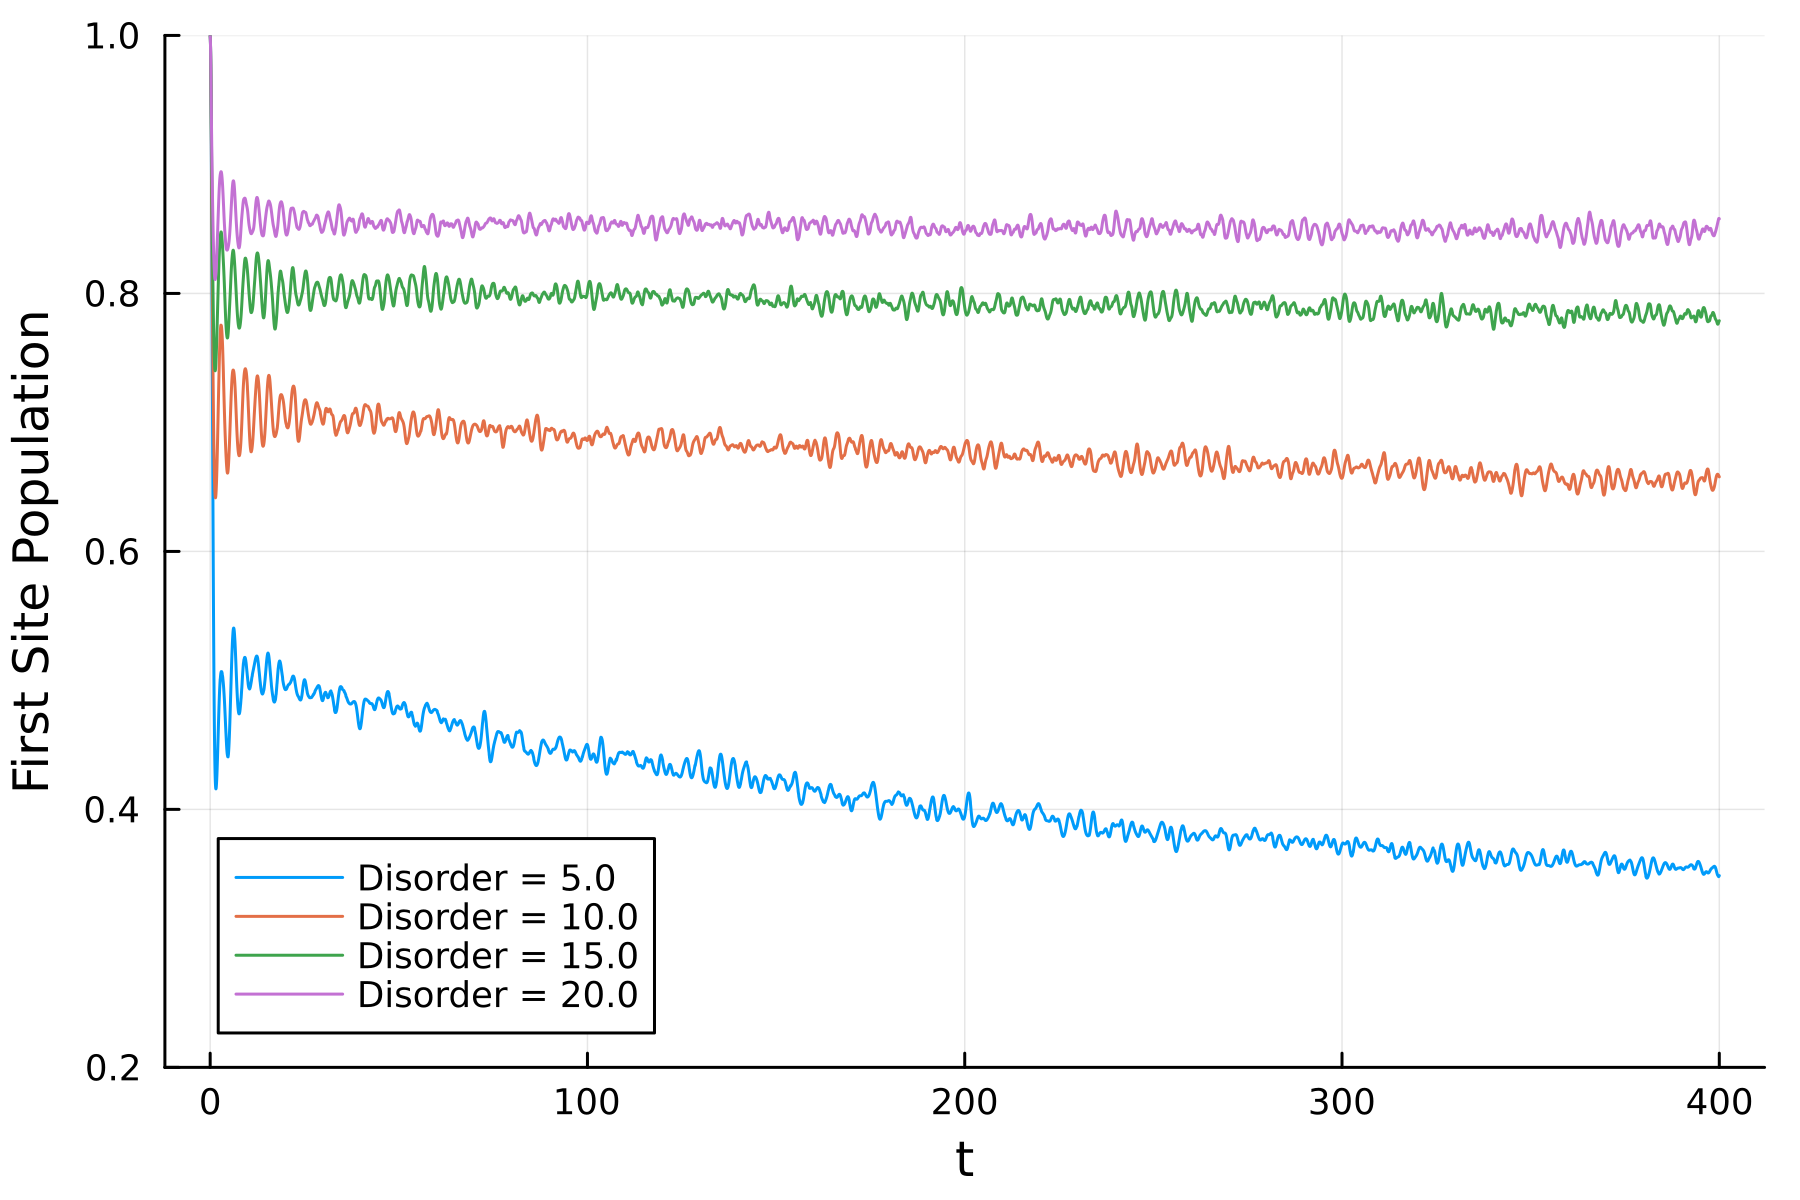 First Site Population
1.0
0.8
0.6
0.4
0.2
Disorder = 5.0
Disorder = 10.0
Disorder = 15.0
Disorder = 20.0
0 100 200 300 400
t